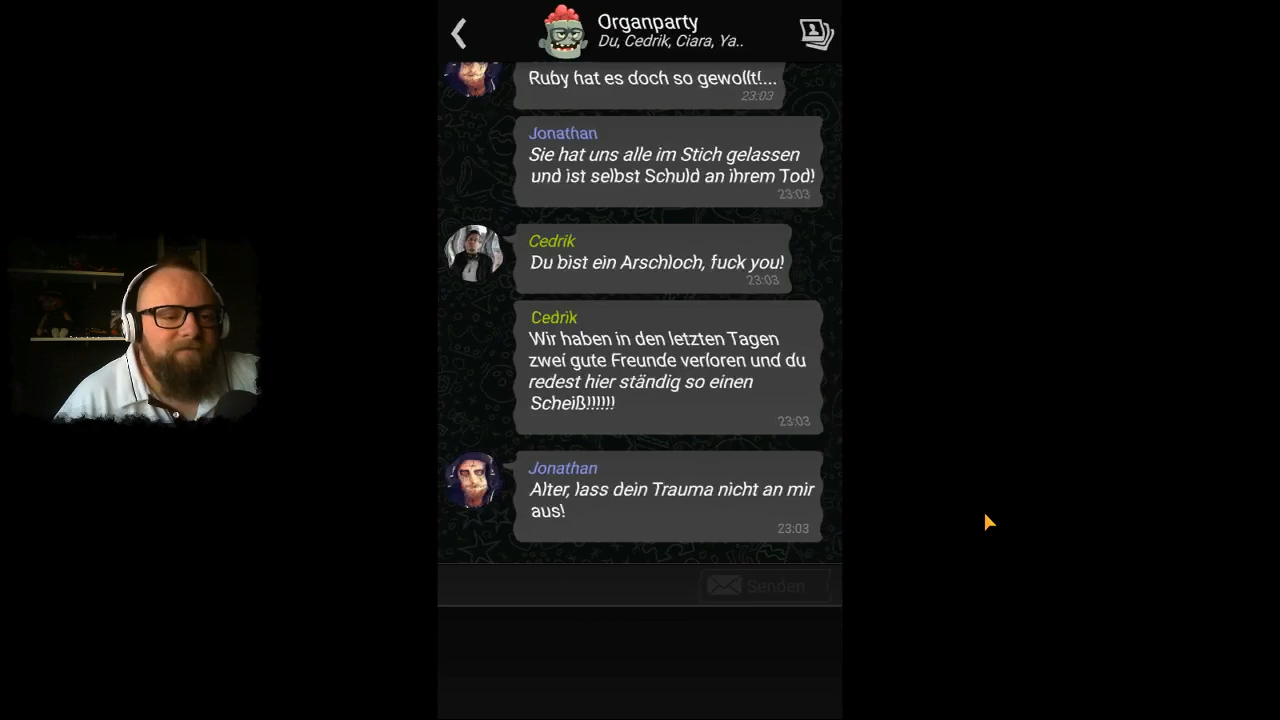 Organparty
Du, Cedrik, Ciara, Ya..
Ruby hat es doch so gewollt!...
23:03
Jonathan
Sie hat uns alle im Stich gelassen
und ist selbst Schuld an ihrem Tod!
23:03
Cedrik
Du bist ein Arschloch, fuck you!
23:03
Cedrik
Wir haben in den letzten Tagen
zwei gute Freunde verloren und du
redest hier ständig so einen
Scheiß!!!!!!
23:03
Jonathan
Alter, lass dein Trauma nicht an mir
aus!
23:03
Senden